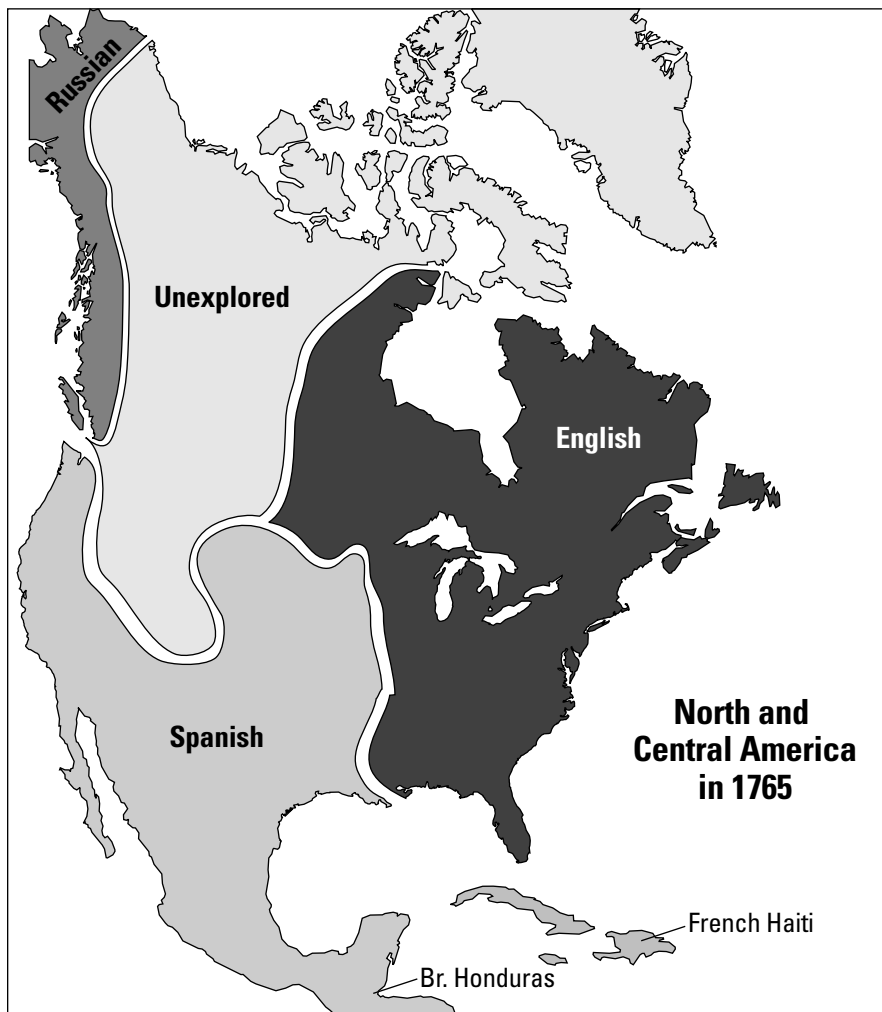 Russian
Unexplored
English
Spanish
North and
Central America
in 1765
French Haiti
Br. Honduras